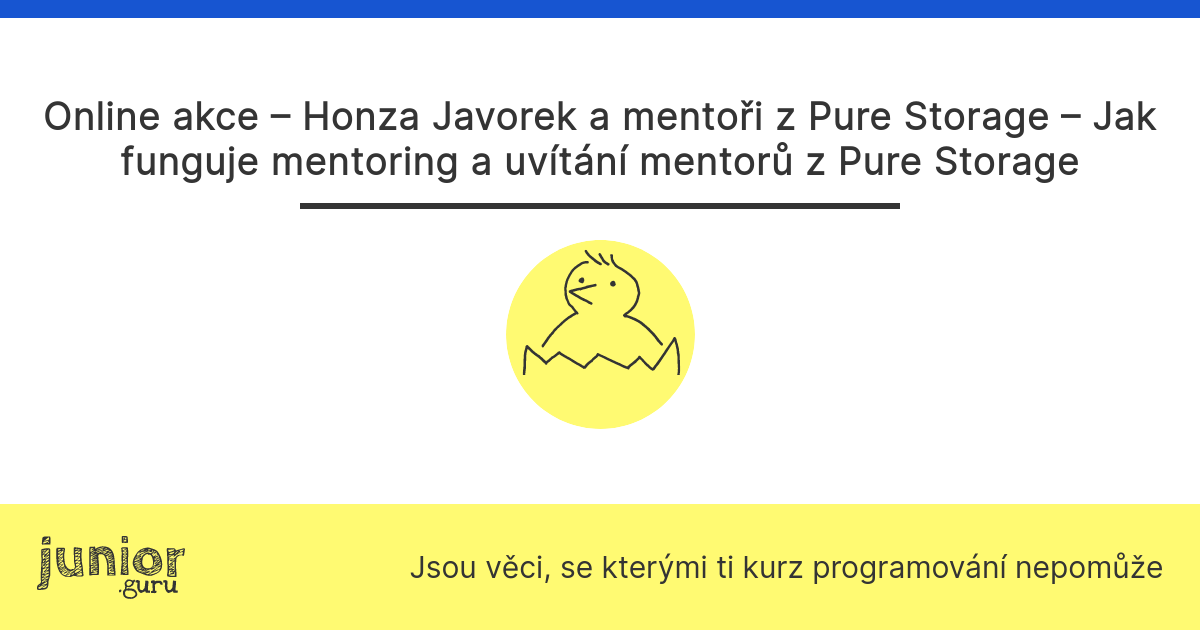 Online akce – Honza Javorek a mentoři z Pure Storage – Jak
funguje mentoring a uvítání mentorů z Pure Storage
junior
.guru
Jsou věci, se kterými ti kurz programování nepomůže